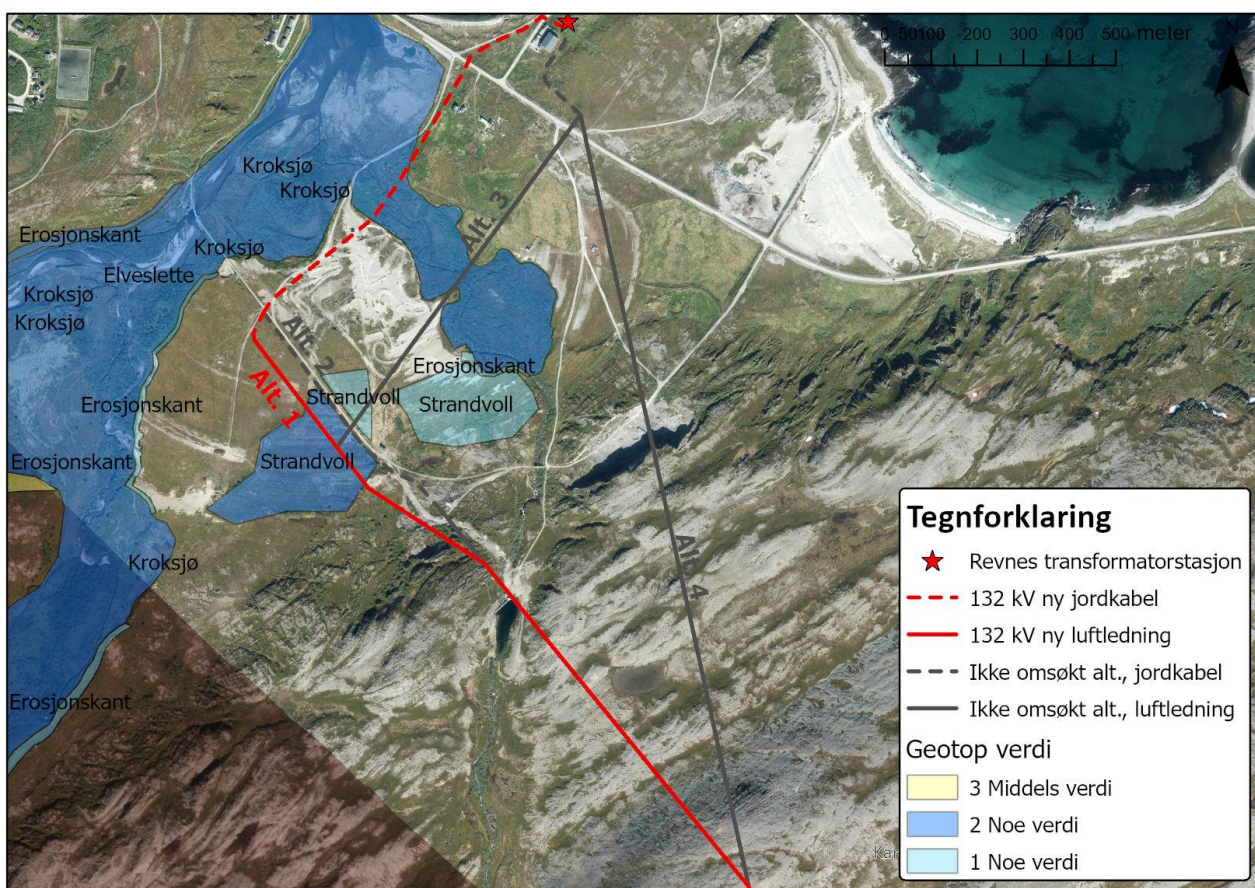 0 50100 200 300 400 500 meter
N
Kroksjø
Kroksjø
Alt. 3
Erosjonskant
Kroksjø
Elveslette
Kroksjø
Kroksjø
Alt. 2
Erosjonskant
Alt. 1
Strandvoll
Strandvoll
Erosjonskant
Strandvoll
Erosjonskant
Kroksjø
Alt. 4
Erosjonskant
Tegnforklaring
Revnes transformatorstasjon
132 kV ny jordkabel
132 kV ny luftledning
Ikke omsøkt alt., jordkabel
Ikke omsøkt alt., luftledning
Geotop verdi
3 Middels verdi
2 Noe verdi
1 Noe verdi